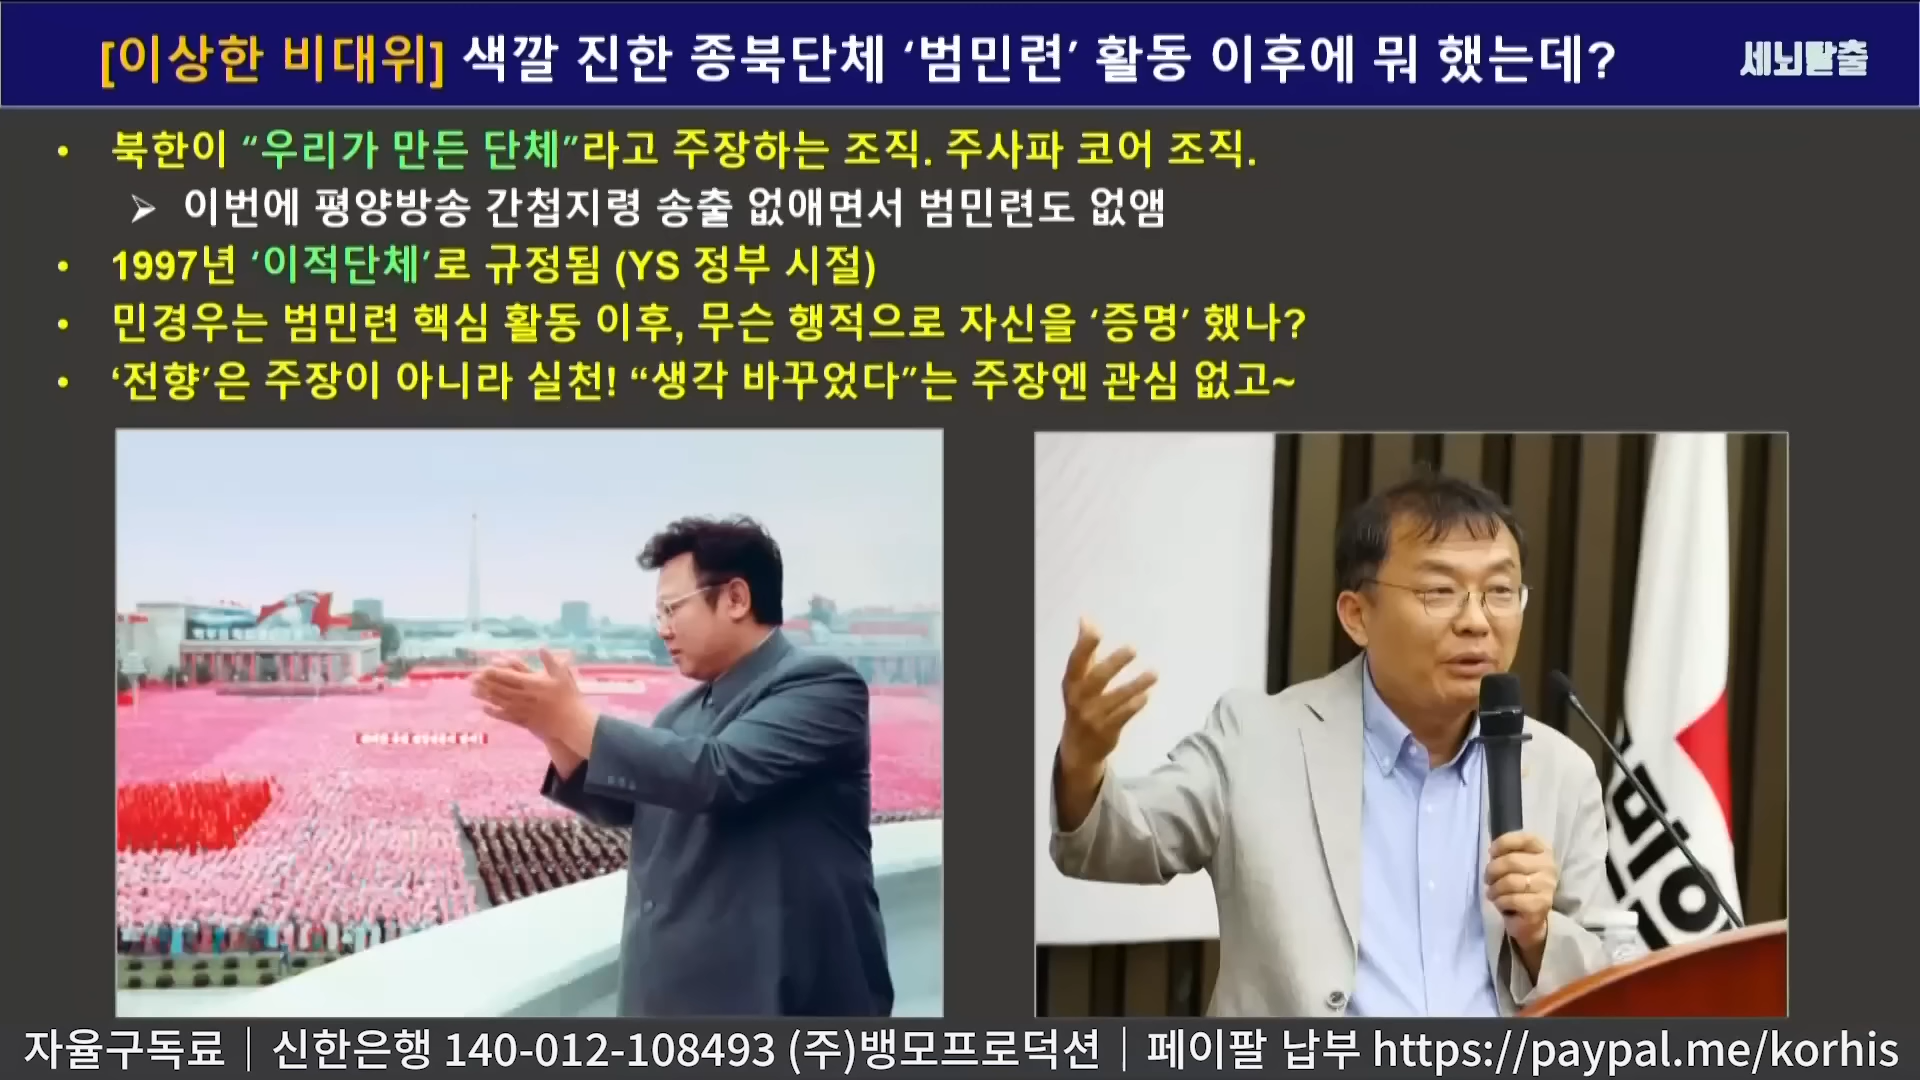 [이상한 비대위] 색깔 진한 종북단체 ‘범민련’ 활동 이후에 뭐 했는데?
세뇌탈출
• 북한이 “우리가 만든 단체”라고 주장하는 조직. 주사파 코어 조직.
➢ 이번에 평양방송 간첩지령 송출 없애면서 범민련도 없앰
• 1997년 ‘이적단체’로 규정됨 (YS 정부 시절)
• 민경우는 범민련 핵심 활동 이후, 무슨 행적으로 자신을 ‘증명’ 했나?
• ‘전향’은 주장이 아니라 실천! “생각 바꾸었다”는 주장엔 관심 없고~
자율구독료｜신한은행 140-012-108493 (주)뱅모프로덕션｜페이팔 납부 https://paypal.me/korhis